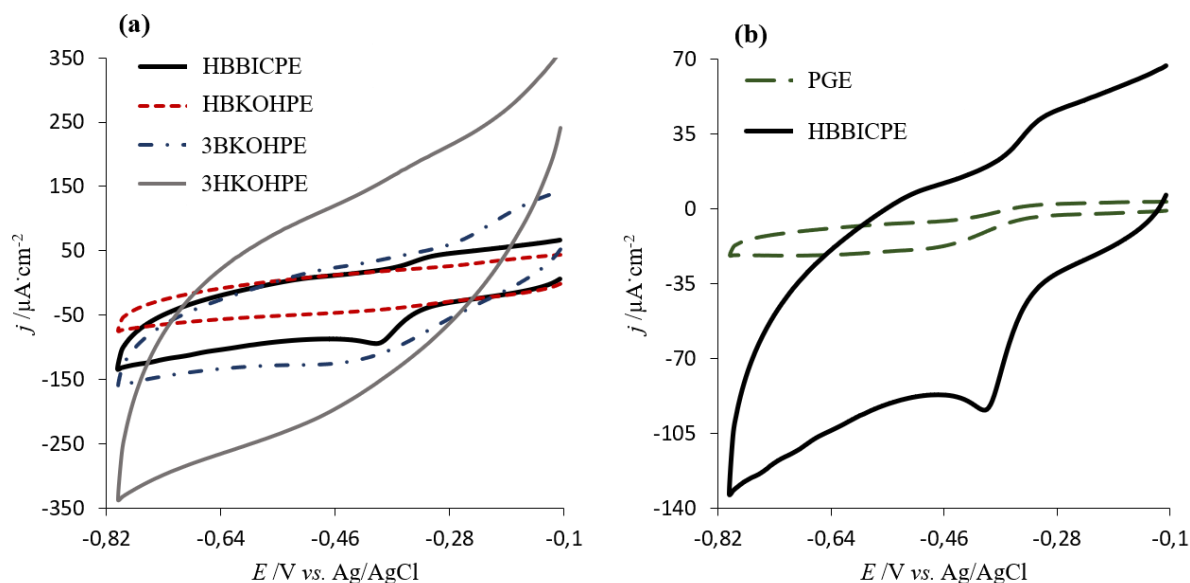 (a)
350
250
150
50
-50
-150
-250
-350
j /µA·cm⁻²
HBBICPE
HBKOHPE
3BKOHPE
3HKOHPE
-0,82
-0,64
-0,46
-0,28
-0,1
E /V vs. Ag/AgCl
(b)
70
35
0
-35
-70
-105
-140
j /µA·cm⁻²
PGE
HBBICPE
-0,82
-0,64
-0,46
-0,28
-0,1
E /V vs. Ag/AgCl